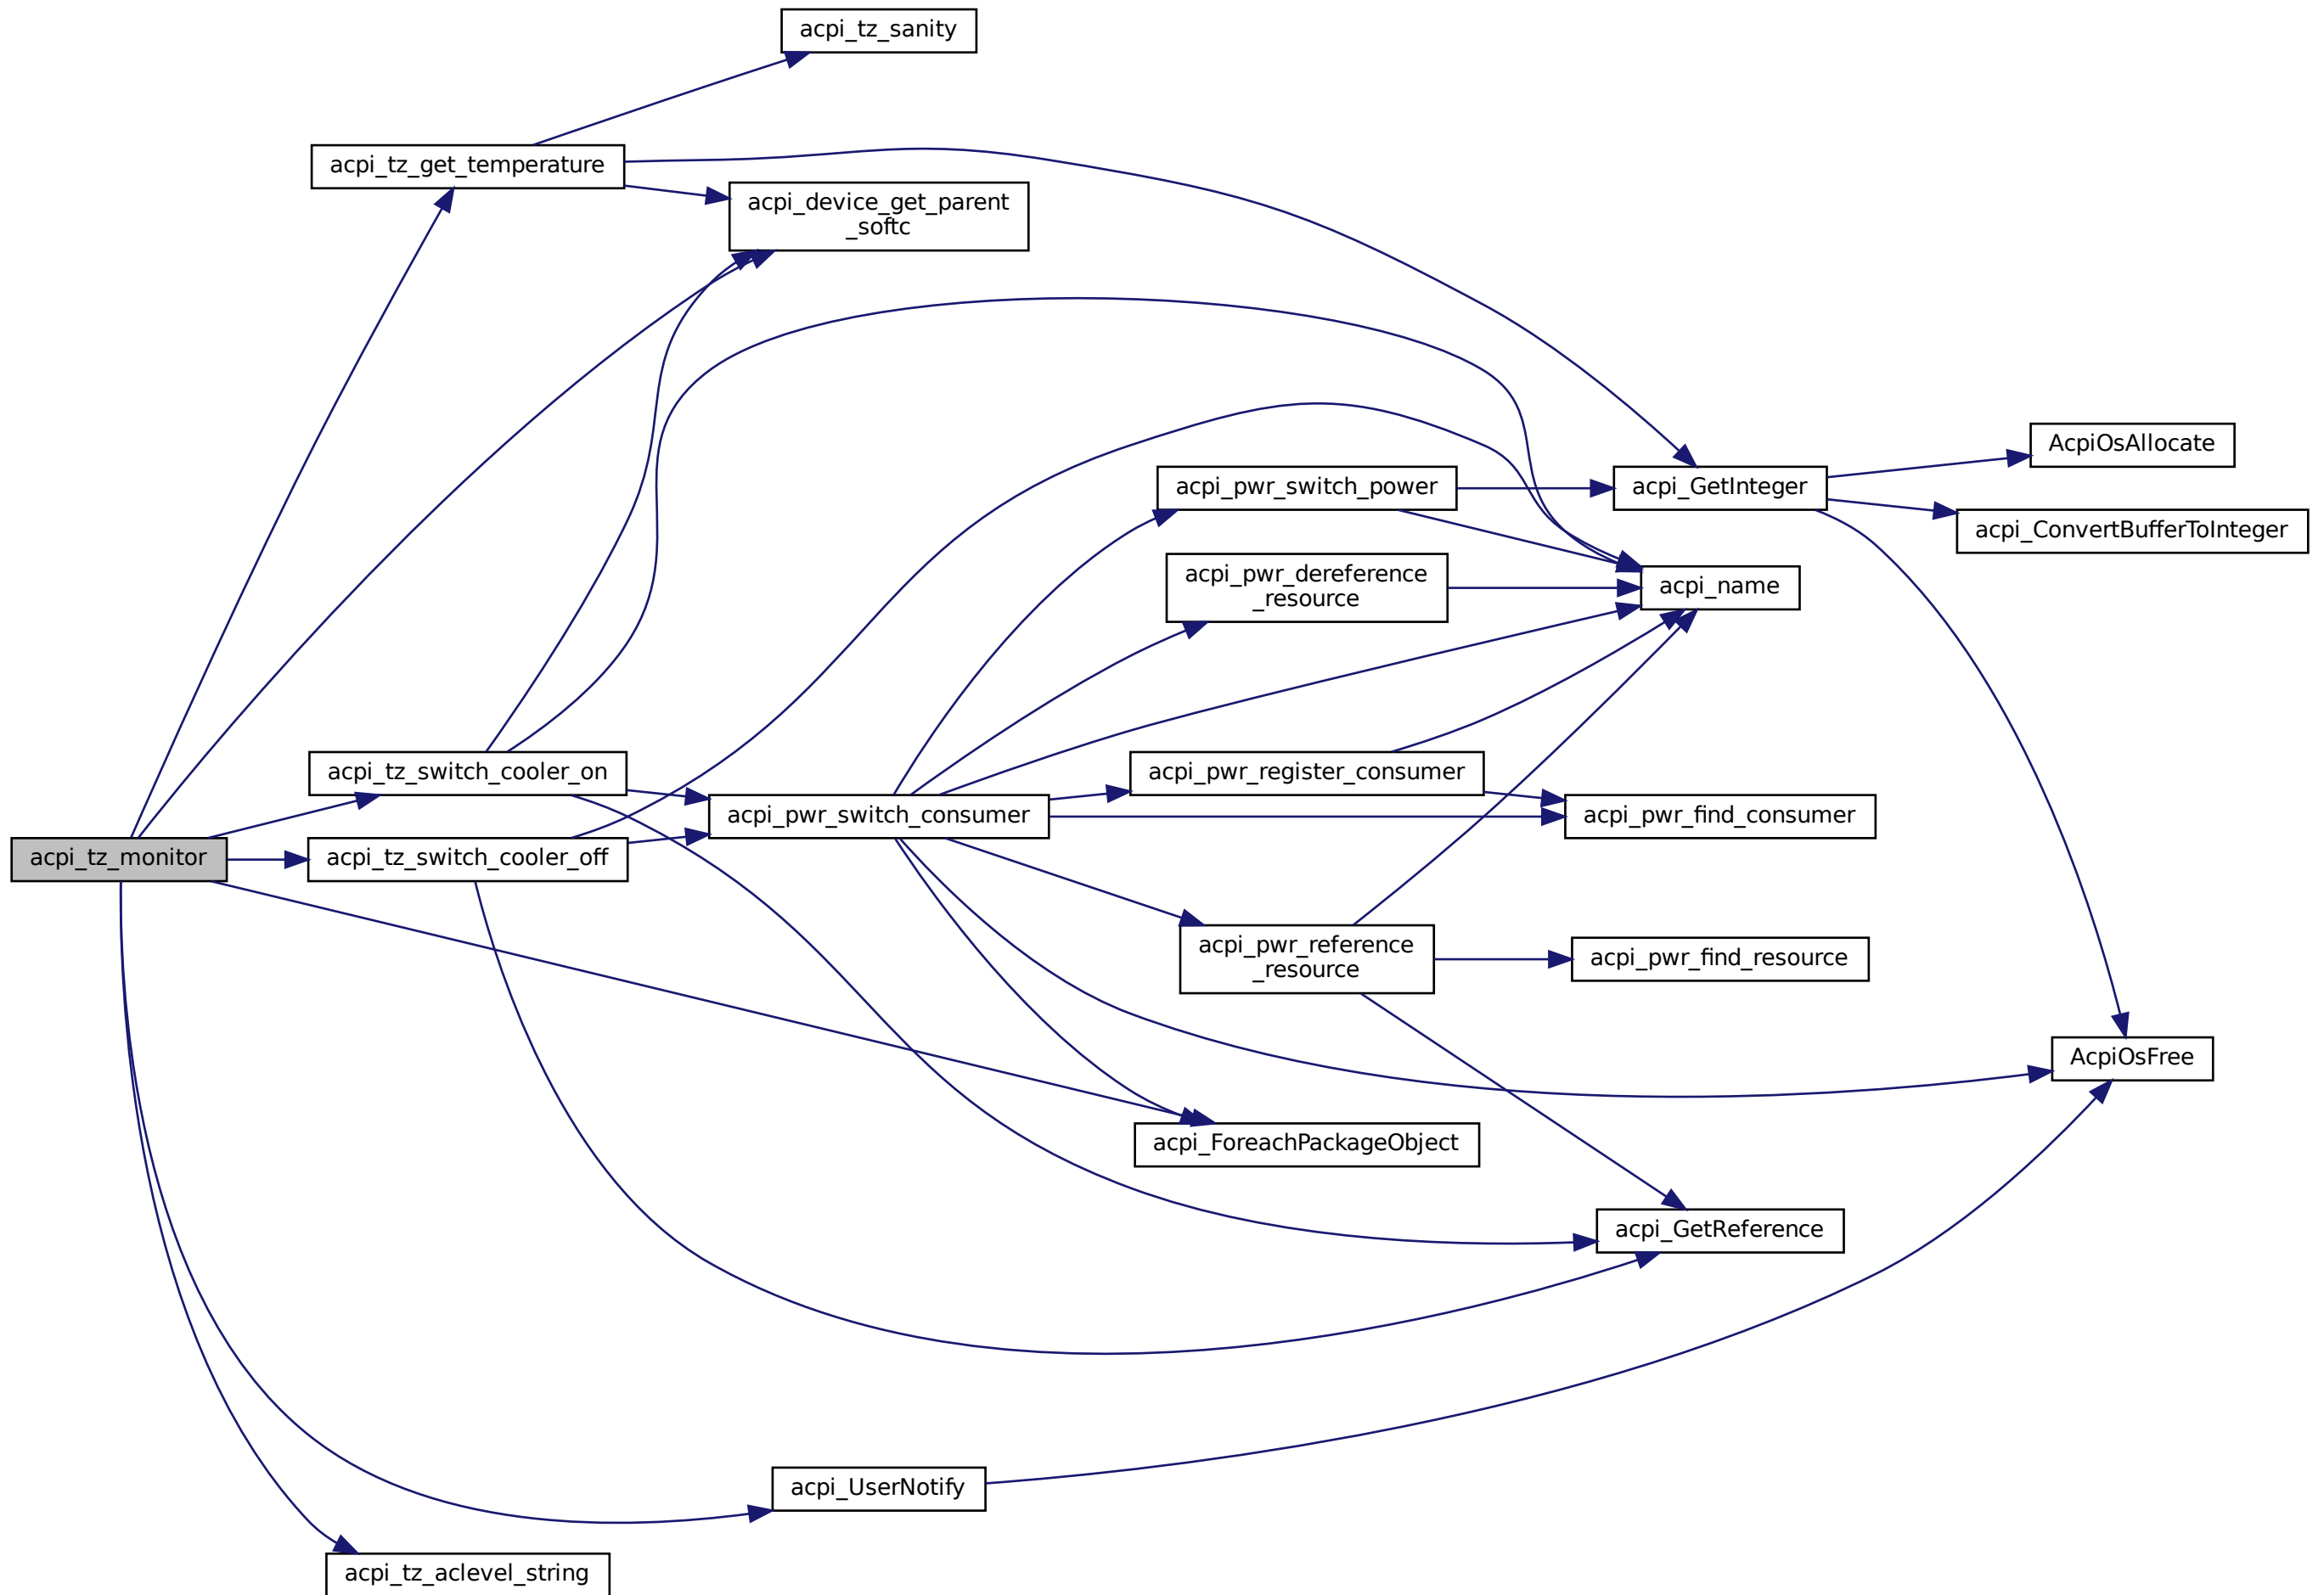 acpi_tz_sanity
acpi_tz_get_temperature
acpi_device_get_parent
_softc
AcpiOsAllocate
acpi_pwr_switch_power
acpi_GetInteger
acpi_ConvertBufferToInteger
acpi_pwr_dereference
_resource
acpi_name
acpi_tz_switch_cooler_on
acpi_pwr_register_consumer
acpi_pwr_switch_consumer
acpi_pwr_find_consumer
acpi_tz_monitor
acpi_tz_switch_cooler_off
acpi_pwr_reference
_resource
acpi_pwr_find_resource
AcpiOsFree
acpi_ForeachPackageObject
acpi_GetReference
acpi_UserNotify
acpi_tz_aclevel_string